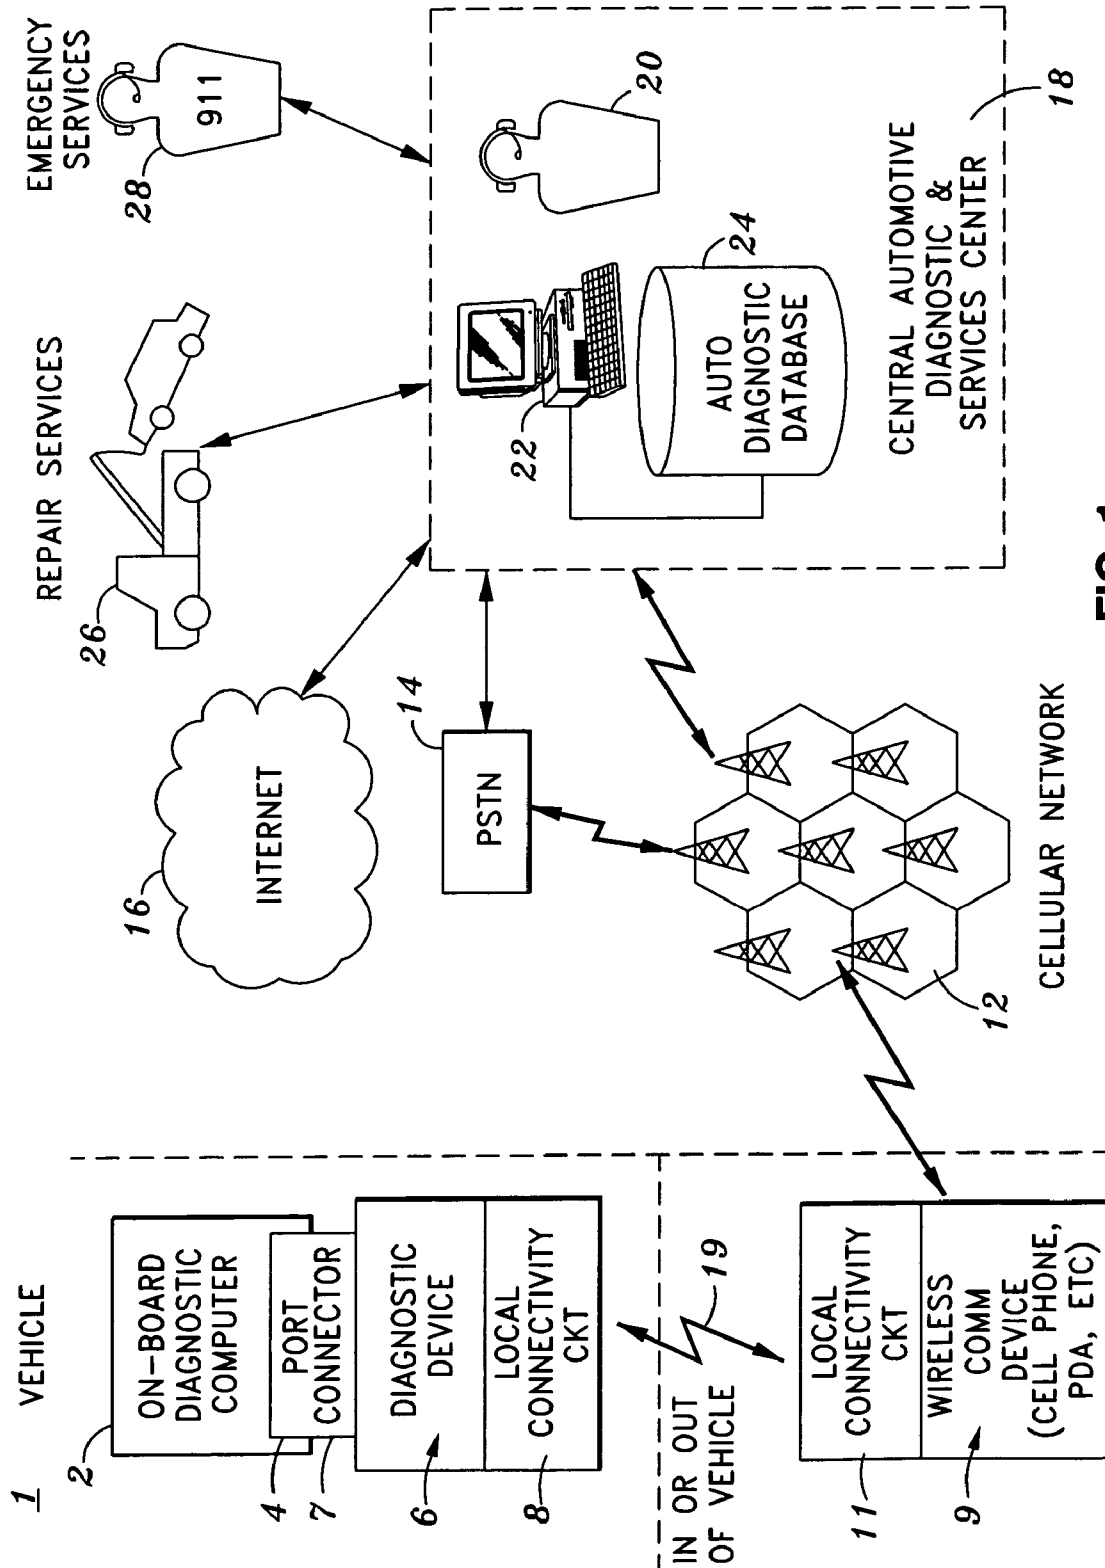 1
VEHICLE
2
ON-BOARD
DIAGNOSTIC
COMPUTER
4
PORT
CONNECTOR
7
DIAGNOSTIC
DEVICE
6
LOCAL
CONNECTIVITY
CKT
8
IN OR OUT
OF VEHICLE
19
LOCAL
CONNECTIVITY
CKT
11
WIRELESS
COMM
DEVICE
(CELL PHONE,
PDA, ETC)
9
16
INTERNET
14
PSTN
12
CELLULAR NETWORK
REPAIR SERVICES
26
EMERGENCY
SERVICES
28
911
20
22
24
AUTO
DIAGNOSTIC
DATABASE
CENTRAL AUTOMOTIVE
DIAGNOSTIC &
SERVICES CENTER
18